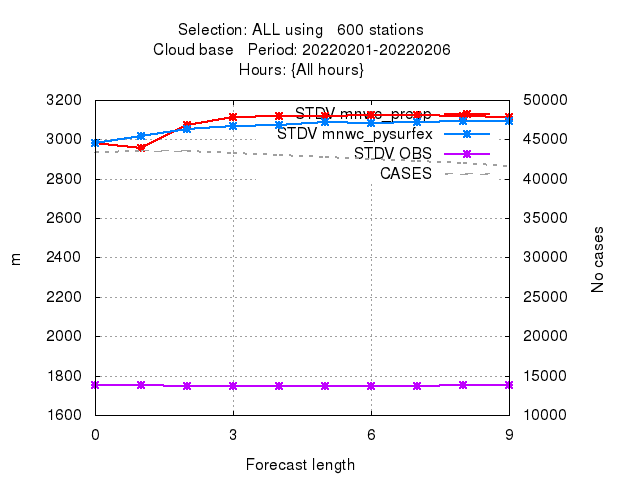 Selection: ALL using   600 stations
Cloud base   Period: 20220201-20220206
Hours: {All hours}
3200 50000
STDV
STDV mnwc_pysurfex
3000 45000
STDV OBS
CASES
2800 40000
2600 35000
2400 30000
2200 25000
2000 20000
1800 15000
1600 10000
m
No cases
0 3 6 9
Forecast length